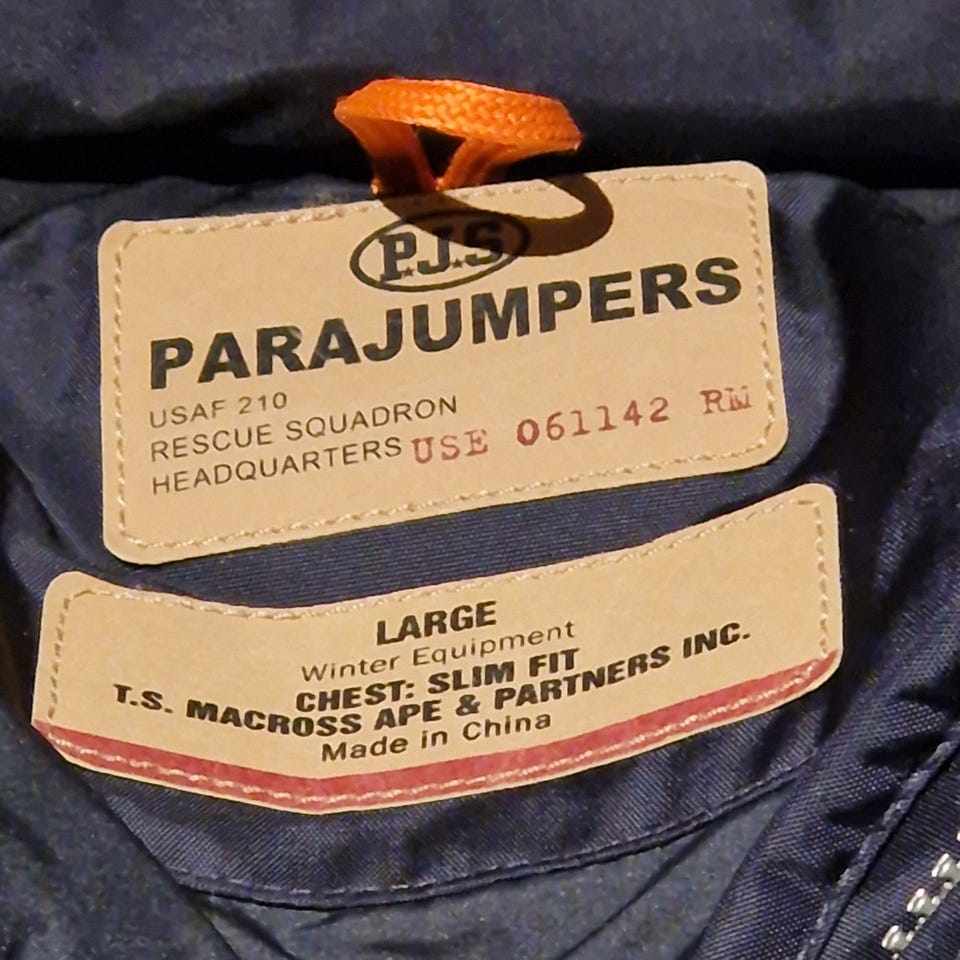 P.J.S
PARAJUMPERS
USAF 210
RESCUE SQUADRON
HEADQUARTERS USE 061142 RM
LARGE
Winter Equipment
CHEST: SLIM FIT
T.S. MACROSS APE & PARTNERS INC.
Made in China